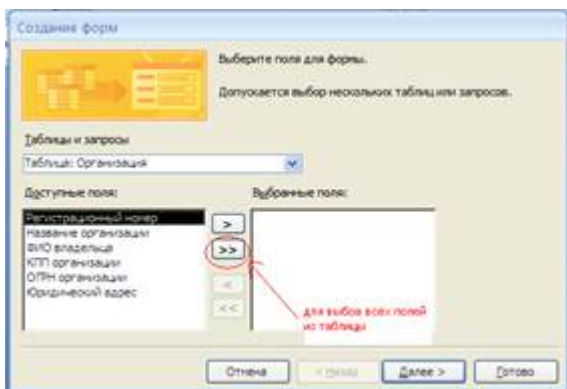 Создание форм
Выберите поля для формы.
Допускается выбор нескольких таблиц или запросов.
Таблицы и запросы
Таблица: Организация
Доступные поля:
Выбранные поля:
Регистрационный номер
Название организации
ФИО владельца
КПП организации
ОГРН организации
Юридический адрес
>
>>
<
<<
для выбов всех полей
из таблицы
Отмена
< Назад
Далее >
Готово